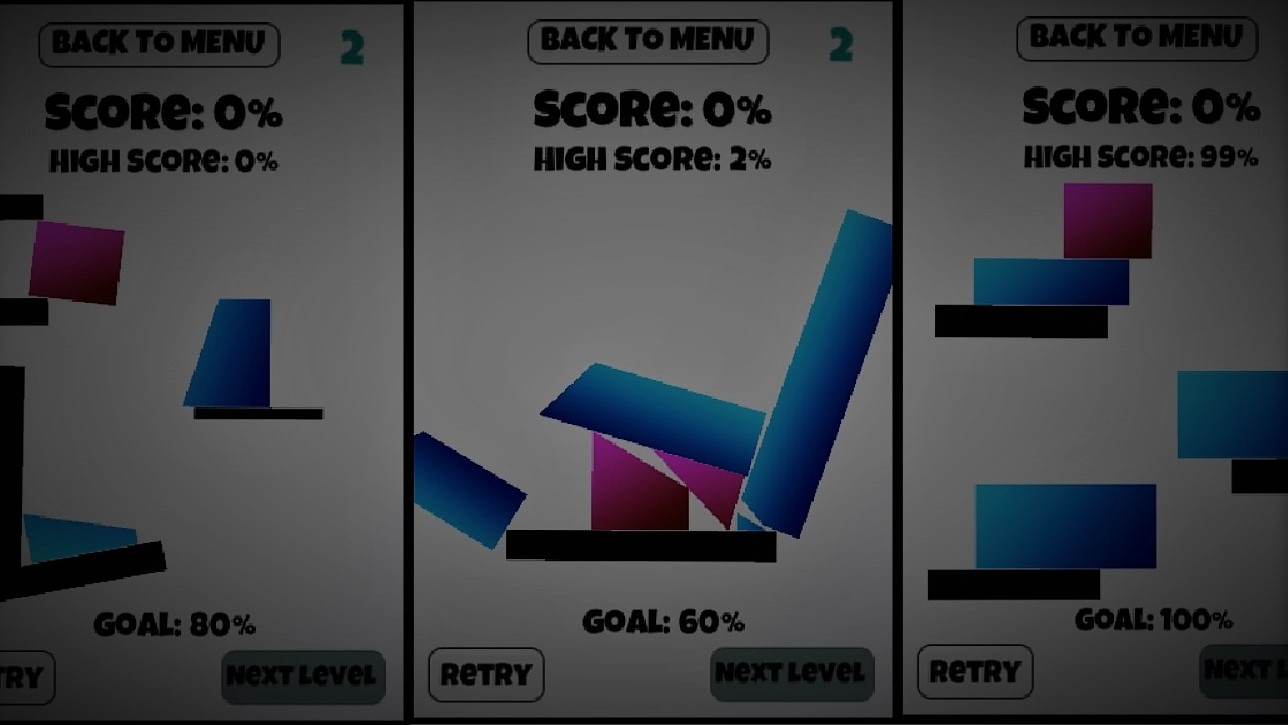 BACK TO MENU
2
SCORE: 0%
HIGH SCORE: 0%
GOAL: 80%
TRY
NEXT LEVEL
BACK TO MENU
2
SCORE: 0%
HIGH SCORE: 2%
GOAL: 60%
RETRY
NEXT LEVEL
BACK TO MENU
SCORE: 0%
HIGH SCORE: 99%
GOAL: 100%
RETRY
NEXT L